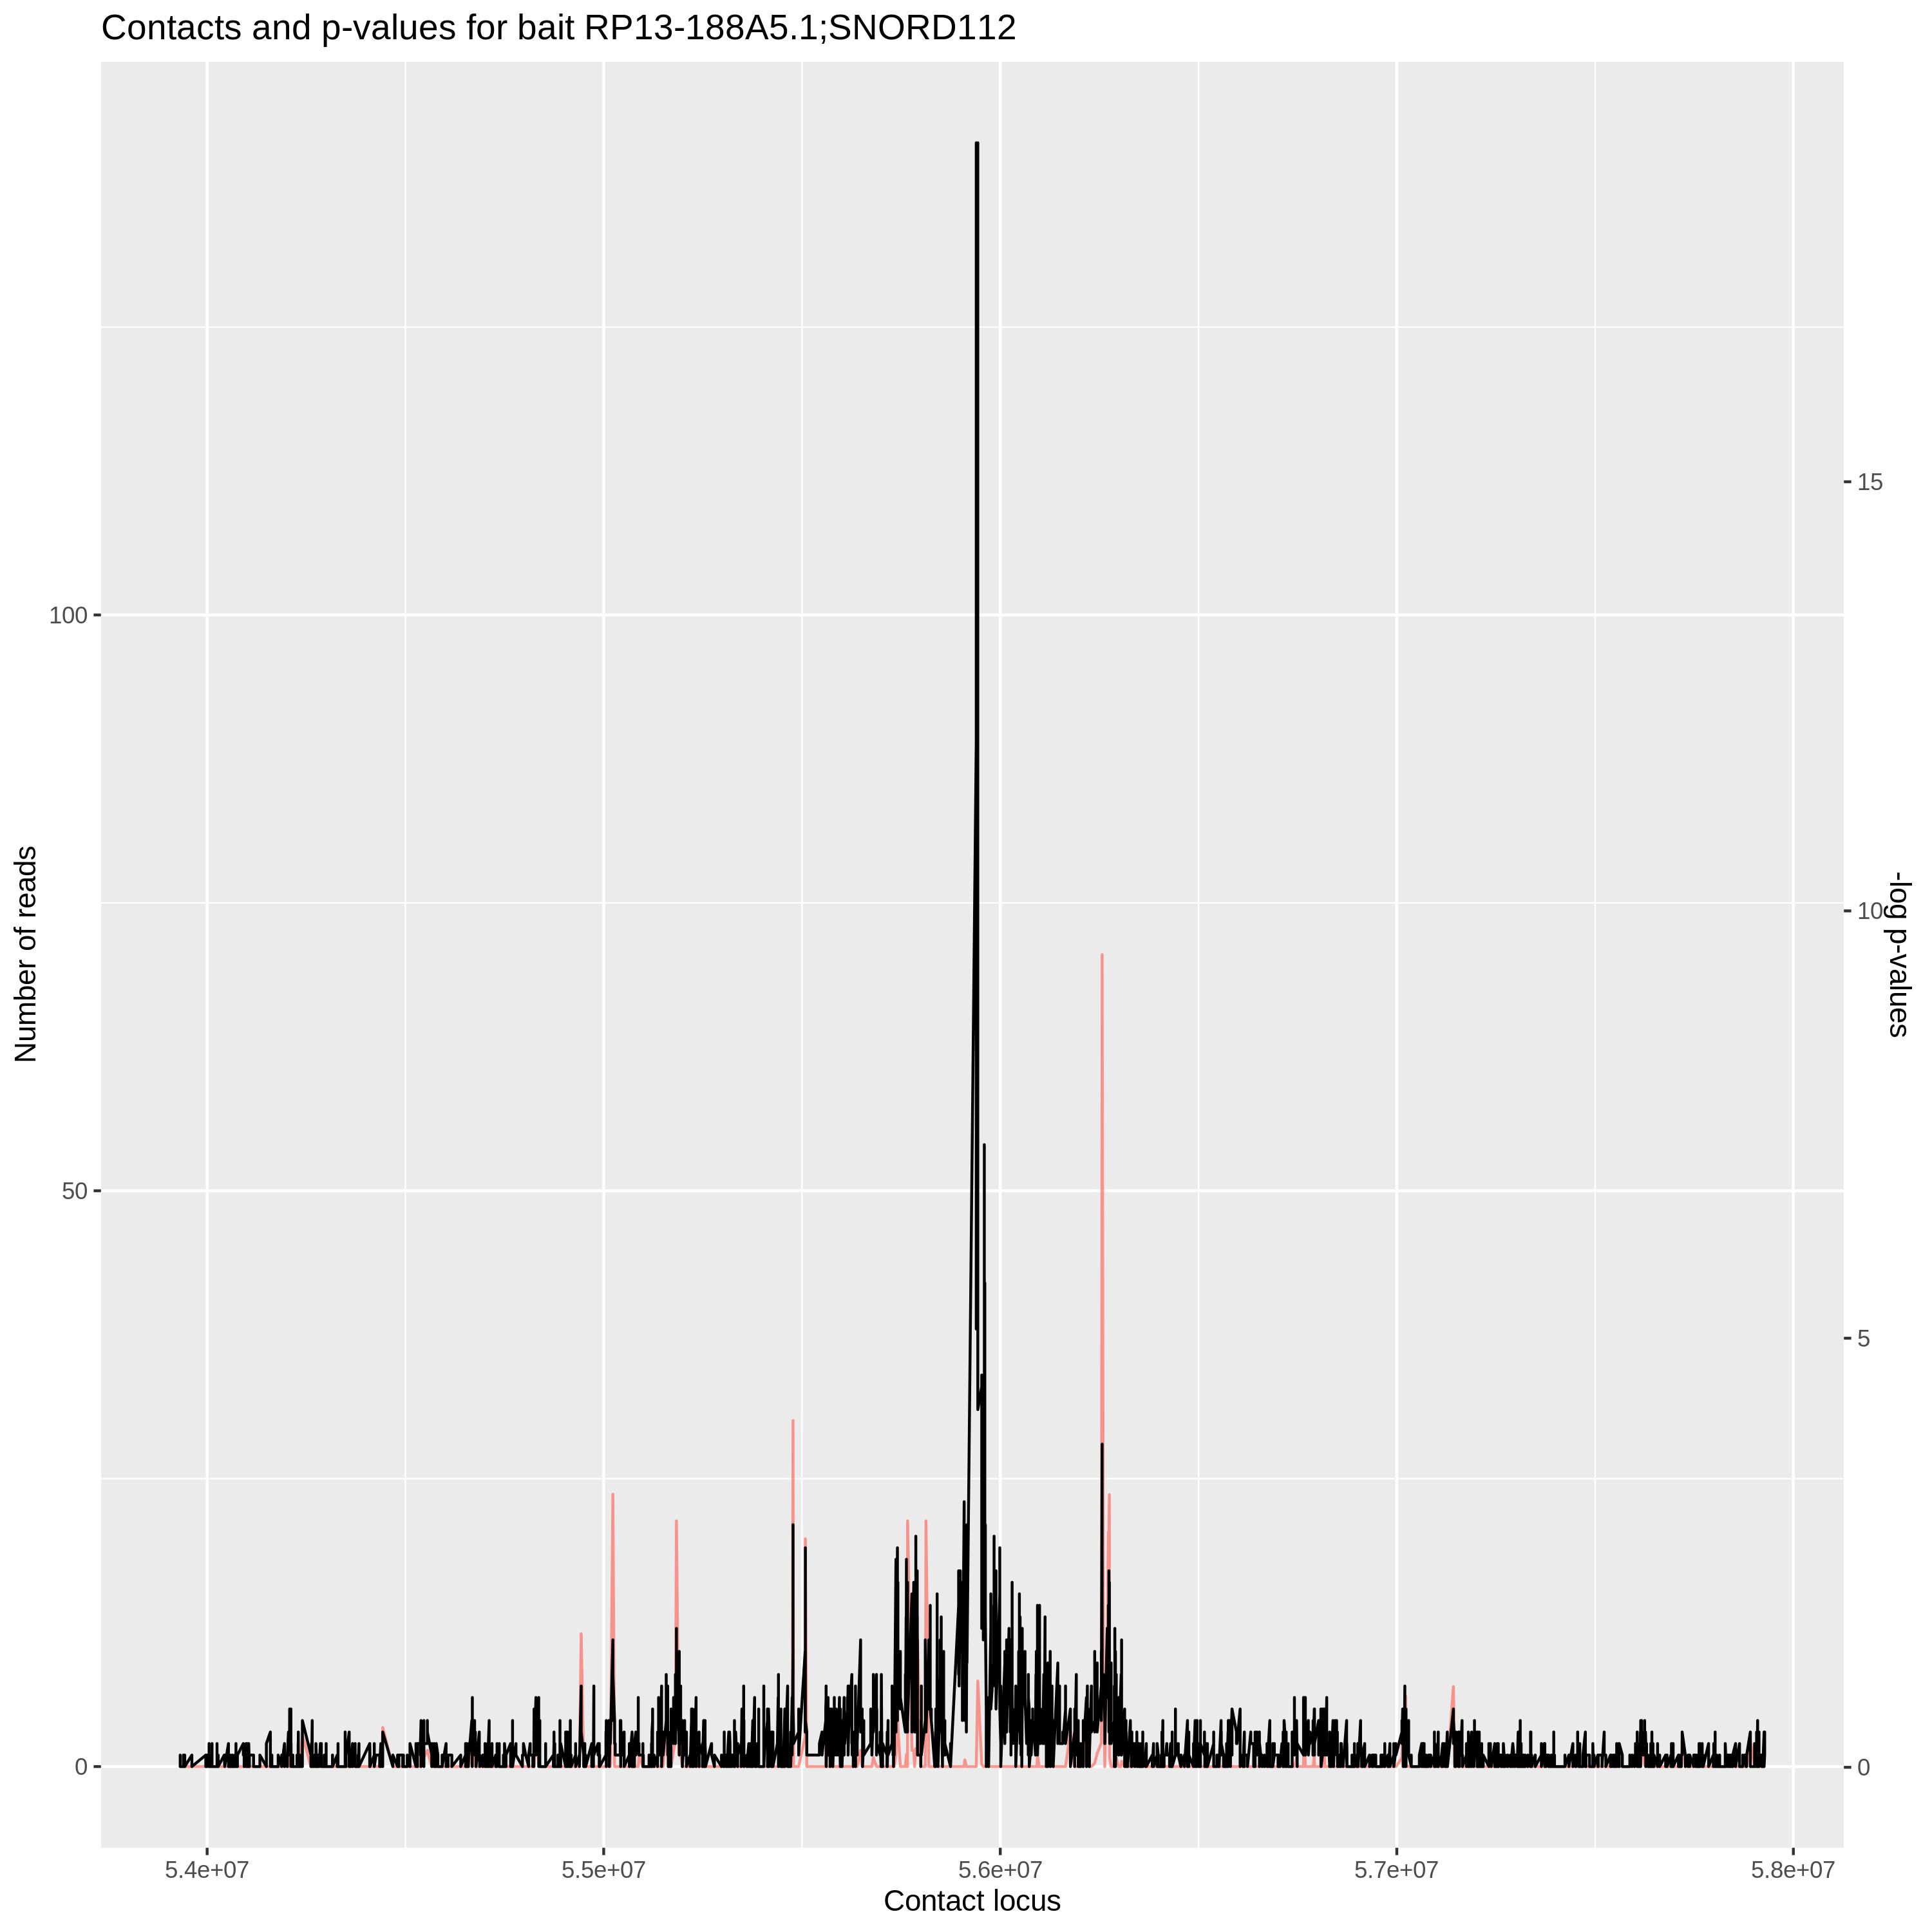 Contacts and p-values for bait RP13-188A5.1;SNORD112
Number of reads
100
50
0
15
10
5
0
-log p-values
5.4e+07 5.5e+07 5.6e+07 5.7e+07 5.8e+07
Contact locus